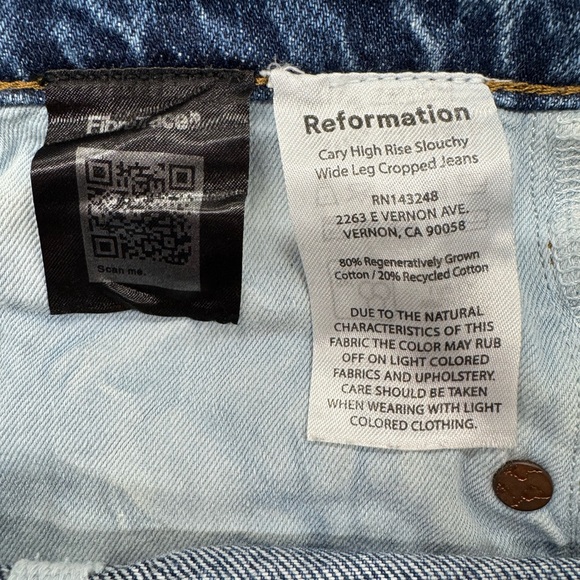 Scan me.
Reformation
Cary High Rise Slouchy
Wide Leg Cropped Jeans
RN143248
2263 E VERNON AVE.
VERNON, CA 90058
80% Regeneratively Grown
Cotton / 20% Recycled Cotton
DUE TO THE NATURAL
CHARACTERISTICS OF THIS
FABRIC THE COLOR MAY RUB
OFF ON LIGHT COLORED
FABRICS AND UPHOLSTERY.
CARE SHOULD BE TAKEN
WHEN WEARING WITH LIGHT
COLORED CLOTHING.